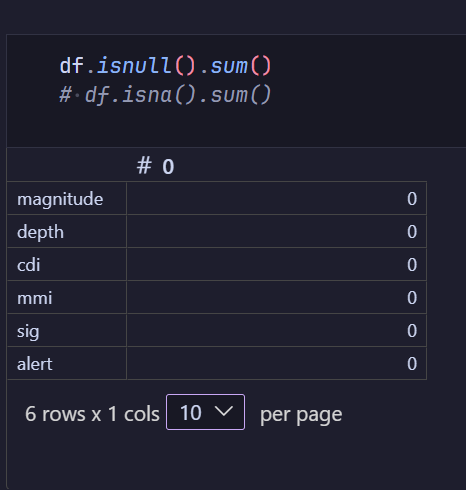 df.isnull().sum()
# df.isna().sum()
# 0
magnitude 0
depth 0
cdi 0
mmi 0
sig 0
alert 0
6 rows x 1 cols 10 per page